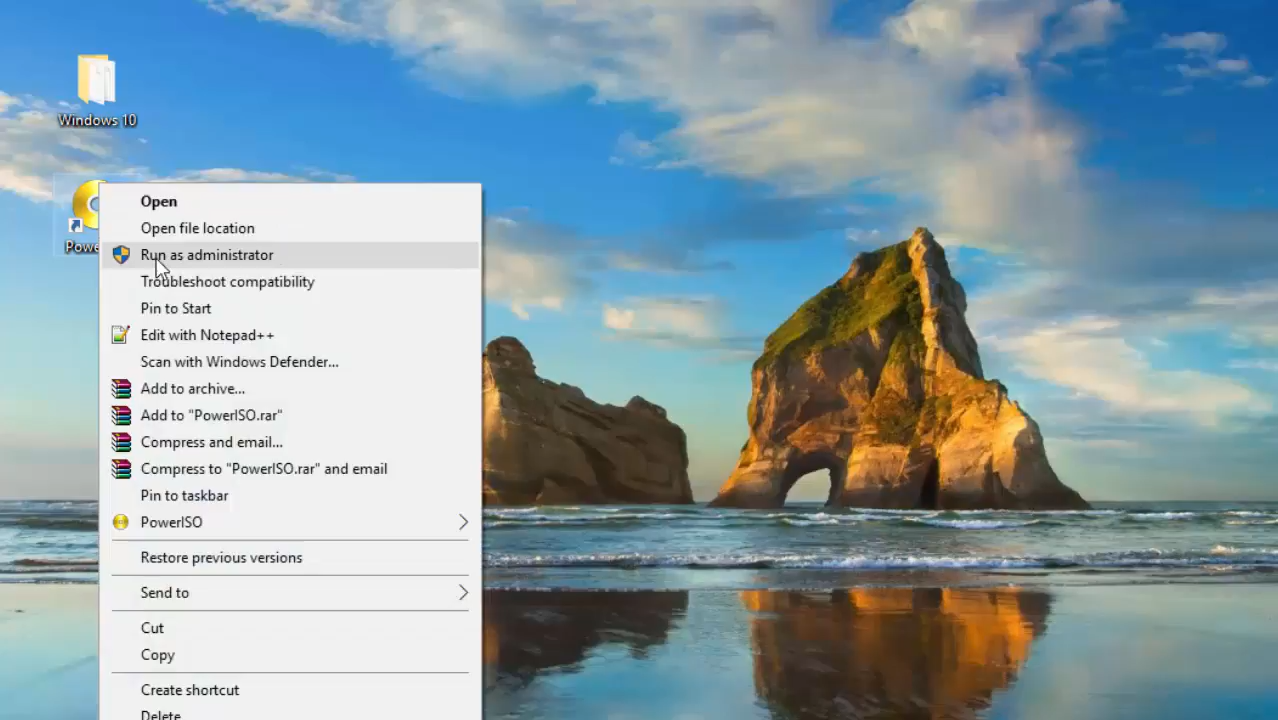 Windows 10
Powe
Open
Open file location
Run as administrator
Troubleshoot compatibility
Pin to Start
Edit with Notepad++
Scan with Windows Defender...
Add to archive...
Add to "PowerISO.rar"
Compress and email...
Compress to "PowerISO.rar" and email
Pin to taskbar
PowerISO
Restore previous versions
Send to
Cut
Copy
Create shortcut
Delete